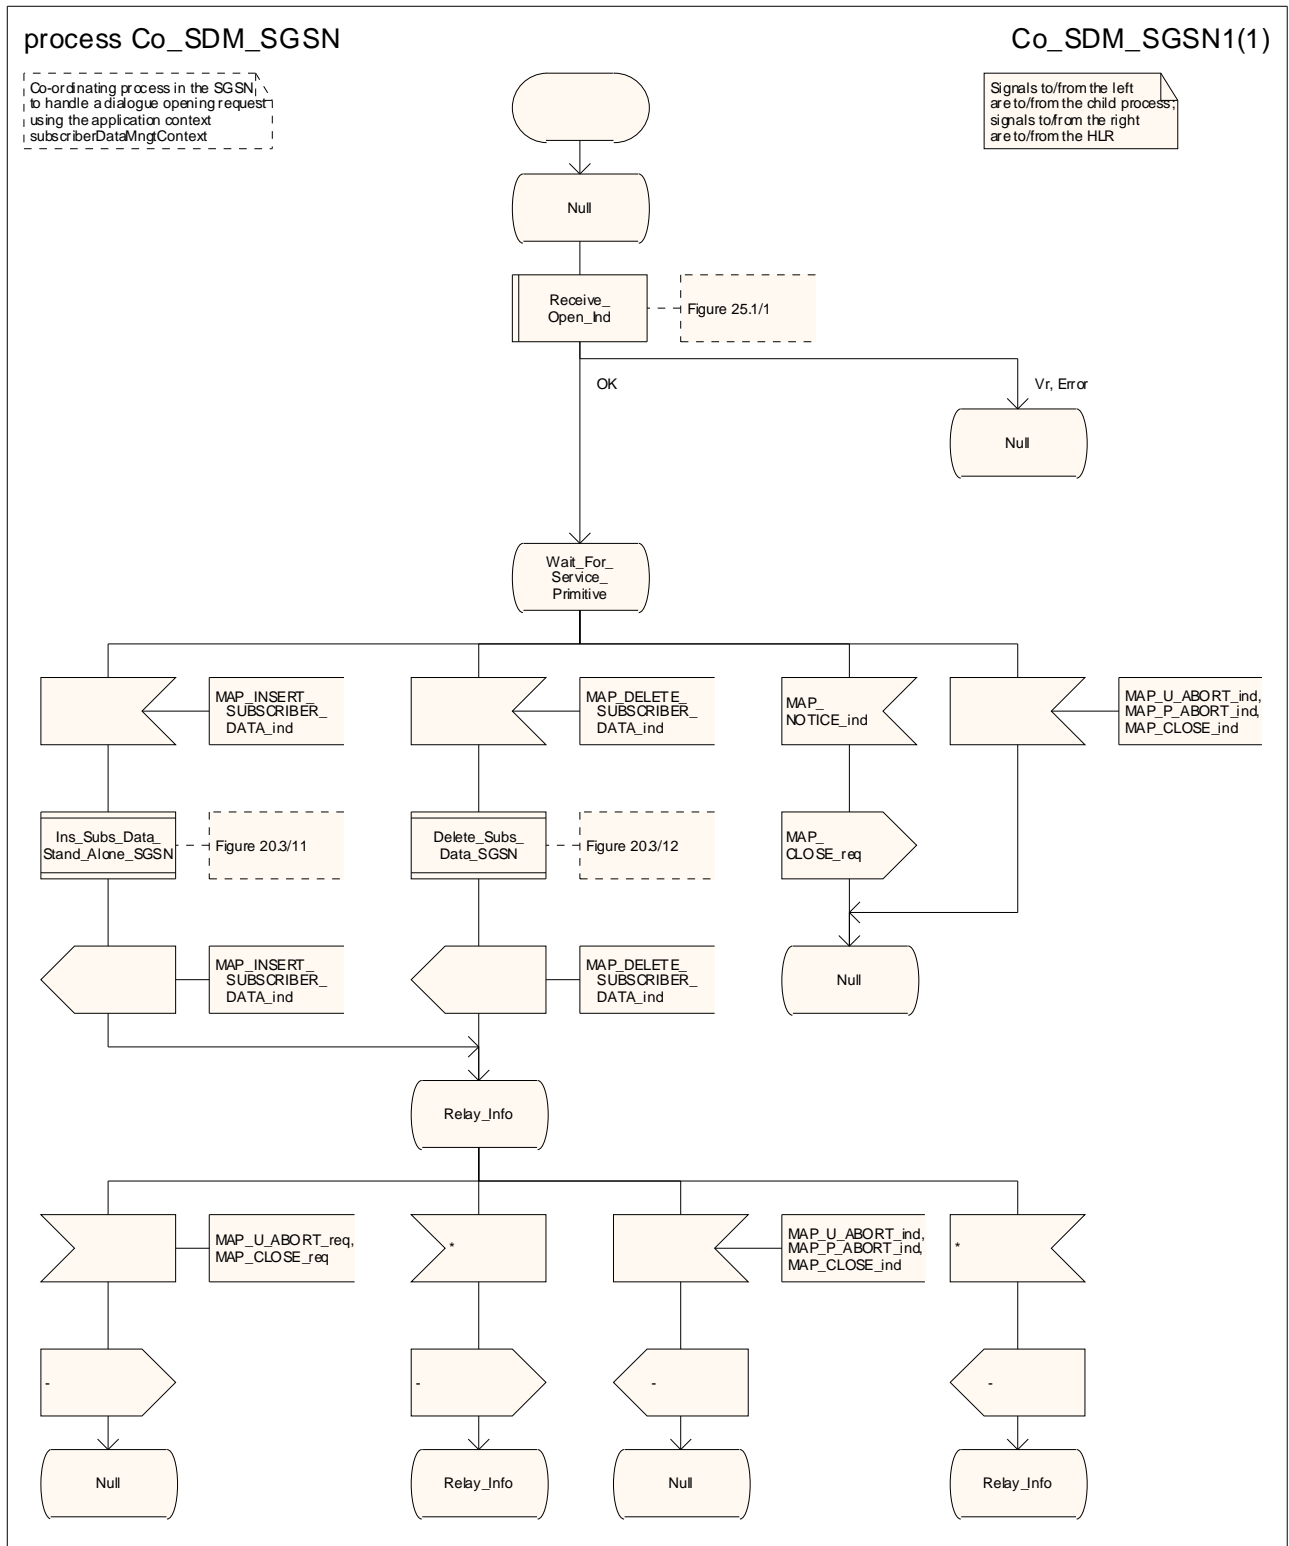 process Co_SDM_SGSN
Co_SDM_SGSN1(1)
Co-ordinating process in the SGSN
to handle a dialogue opening request
using the application context
subscriberDataMngtContext
Signals to/from the left
are to/from the child process;
signals to/from the right
are to/from the HLR
Null
Receive_
Open_Ind
Figure 25.1/1
OK
Vr, Error
Null
Wait_For_
Service_
Primitive
MAP_INSERT_
SUBSCRIBER_
DATA_ind
MAP_DELETE_
SUBSCRIBER_
DATA_ind
MAP_
NOTICE_ind
MAP_U_ABORT_ind,
MAP_P_ABORT_ind,
MAP_CLOSE_ind
Ins_Subs_Data_
Stand_Alone_SGSN
Figure 20.3/11
Delete_Subs_
Data_SGSN
Figure 20.3/12
MAP_
CLOSE_req
MAP_INSERT_
SUBSCRIBER_
DATA_ind
MAP_DELETE_
SUBSCRIBER_
DATA_ind
Null
Relay_Info
MAP_U_ABORT_req,
MAP_CLOSE_req
*
MAP_U_ABORT_ind,
MAP_P_ABORT_ind,
MAP_CLOSE_ind
*
-
-
-
-
Null
Relay_Info
Null
Relay_Info